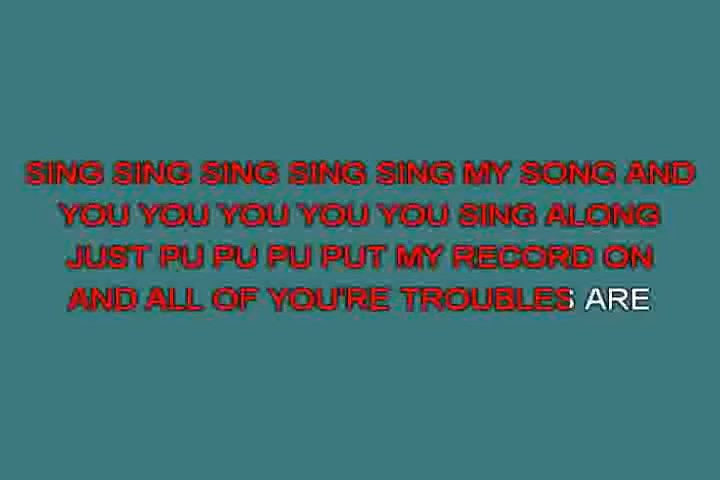 SING SING SING SING SING MY SONG AND
YOU YOU YOU YOU YOU SING ALONG
JUST PU PU PU PUT MY RECORD ON
AND ALL OF YOU'RE TROUBLES ARE